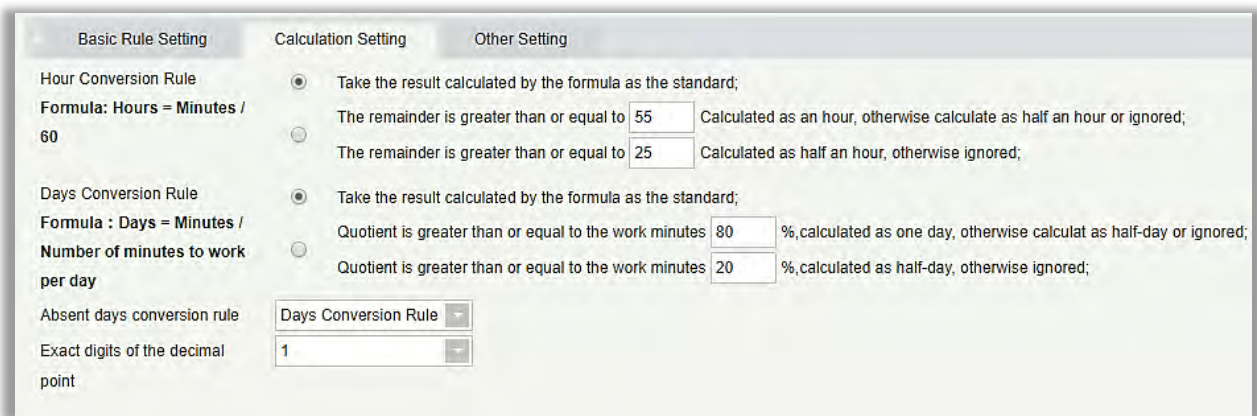 Basic Rule Setting Calculation Setting Other Setting
Hour Conversion Rule Take the result calculated by the formula as the standard;
Formula: Hours = Minutes /
60
The remainder is greater than or equal to 55 Calculated as an hour, otherwise calculate as half an hour or ignored;
The remainder is greater than or equal to 25 Calculated as half an hour, otherwise ignored;
Days Conversion Rule Take the result calculated by the formula as the standard;
Formula : Days = Minutes /
Number of minutes to work
per day
Quotient is greater than or equal to the work minutes 80 %,calculated as one day, otherwise calculat as half-day or ignored;
Quotient is greater than or equal to the work minutes 20 %,calculated as half-day, otherwise ignored;
Absent days conversion rule Days Conversion Rule
Exact digits of the decimal 1
point